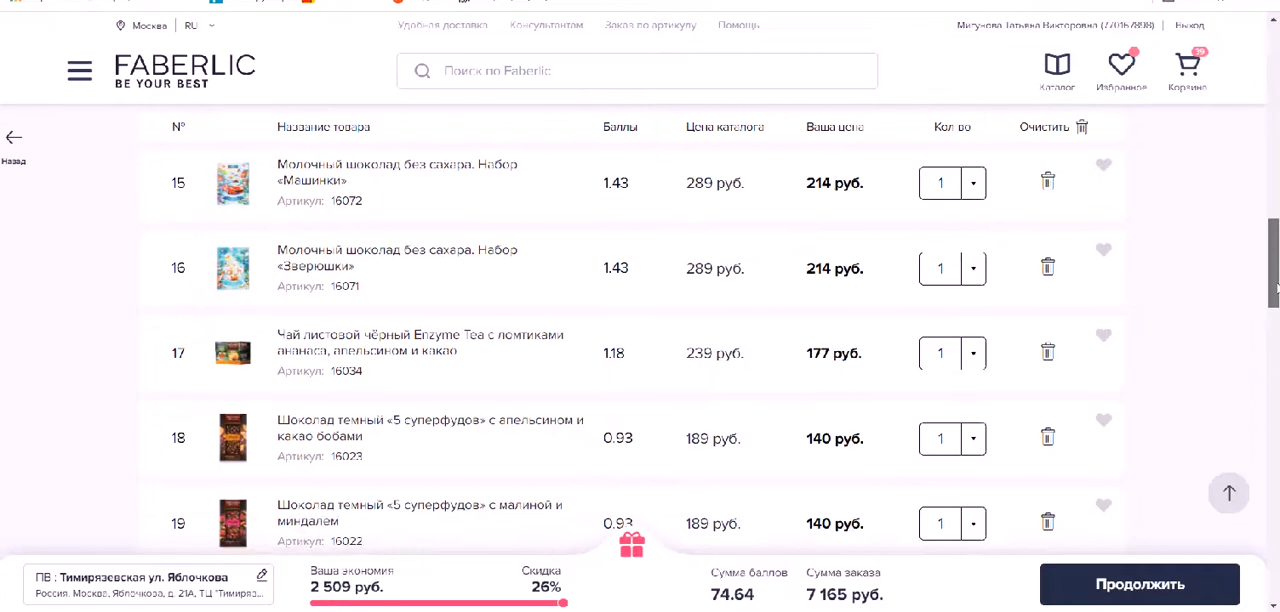 Москва RU Удобная доставка Консультантам Заказ по артикулу Помощь Мигунова Татьяна Викторовна (770167898) Выход
FABERLIC
BE YOUR BEST
Поиск по Faberlic
39
Каталог Избранное Корзина
Назад
№ Название товара Баллы Цена каталога Ваша цена Кол-во Очистить
15 Молочный шоколад без сахара. Набор
«Машинки»
Артикул: 16072
1.43 289 руб. 214 руб. 1
16 Молочный шоколад без сахара. Набор
«Зверюшки»
Артикул: 16071
1.43 289 руб. 214 руб. 1
17 Чай листовой чёрный Enzyme Tea с ломтиками
ананаса, апельсином и какао
Артикул: 16034
1.18 239 руб. 177 руб. 1
18 Шоколад темный «5 суперфудов» с апельсином и
какао бобами
Артикул: 16023
0.93 189 руб. 140 руб. 1
19 Шоколад темный «5 суперфудов» с малиной и
миндалем
Артикул: 16022
0.93 189 руб. 140 руб. 1
ПВ : Тимирязевская ул. Яблочкова
Россия, Москва, Яблочкова, д. 21А, ТЦ "Тимиряз...
Ваша экономия
2 509 руб.
Скидка
26%
Сумма баллов
74.64
Сумма заказа
7 165 руб.
Продолжить